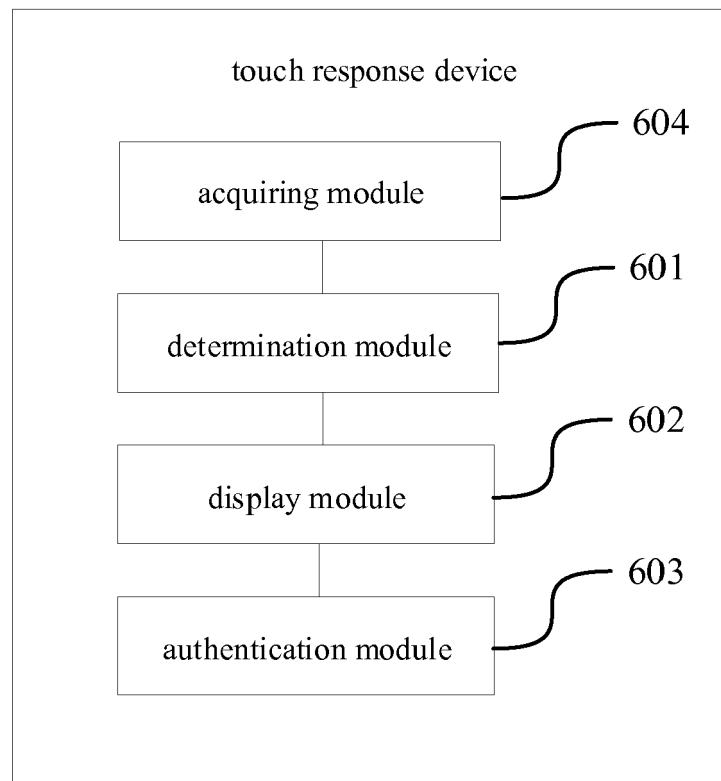 touch response device
604
acquiring module
601
determination module
602
display module
603
authentication module